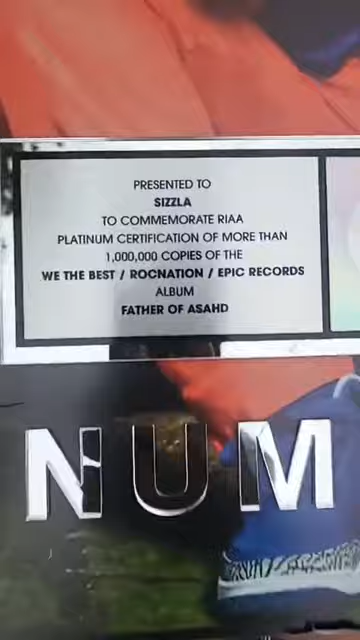 PRESENTED TO
SIZZLA
TO COMMEMORATE RIAA
PLATINUM CERTIFICATION OF MORE THAN
1,000,000 COPIES OF THE
WE THE BEST / ROCNATION / EPIC RECORDS
ALBUM
FATHER OF ASAHD
NUM